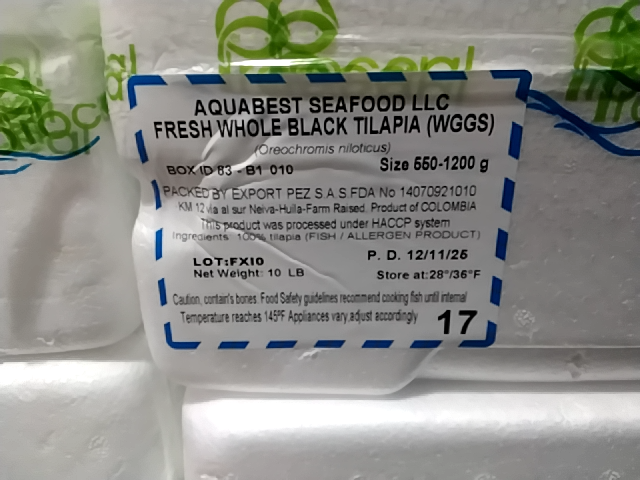 AQUABEST SEAFOOD LLC
FRESH WHOLE BLACK TILAPIA (WGGS)
(Oreochromis niloticus)
BOX ID 83 - B1 010 Size 550-1200 g
PACKED BY EXPORT PEZ S.A.S.FDA No 14070921010
KM 12 via al sur Neiva-Huila-Farm Raised. Product of COLOMBIA
This product was processed under HACCP system
Ingredients 100% tilapia (FISH / ALLERGEN PRODUCT)
LOT:FXI0 P. D. 12/11/25
Net Weight: 10 LB Store at:28°/36°F
Caution, contain's bones. Food Safety guidelines recommend cooking fish until internal
Temperature reaches 145ºF Appliances vary,adjust accordingly
17